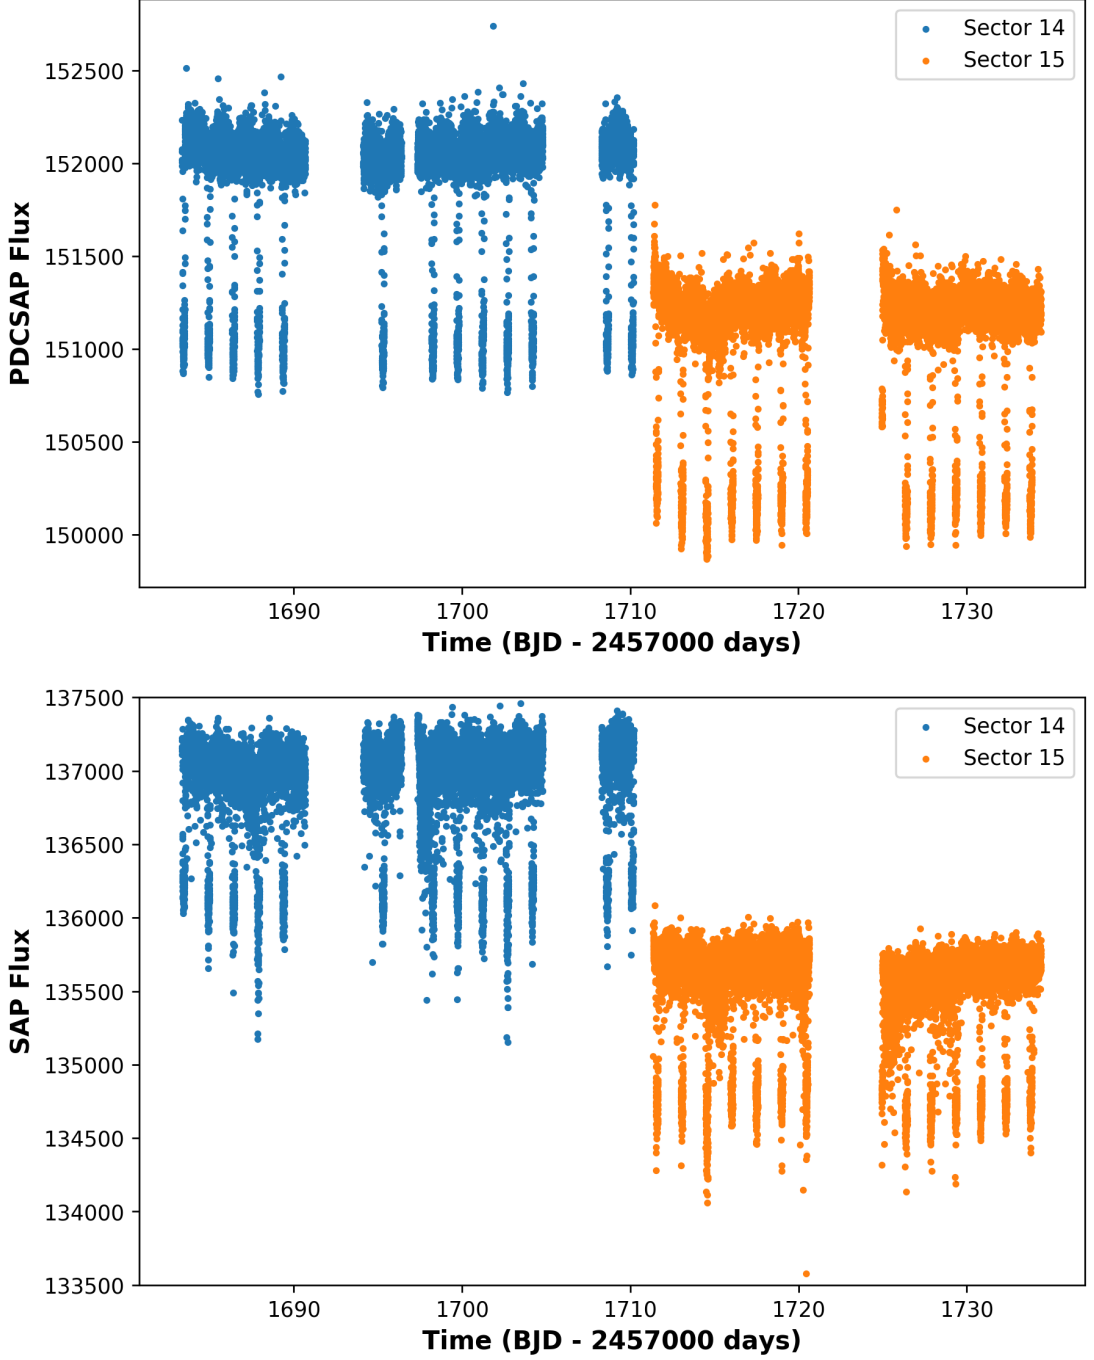 Sector 14
Sector 15
152500
152000
151500
151000
150500
150000
PDCSAP Flux
1690 1700 1710 1720 1730
Time (BJD - 2457000 days)
137500
137000
136500
136000
135500
135000
134500
134000
133500
SAP Flux
Sector 14
Sector 15
1690 1700 1710 1720 1730
Time (BJD - 2457000 days)